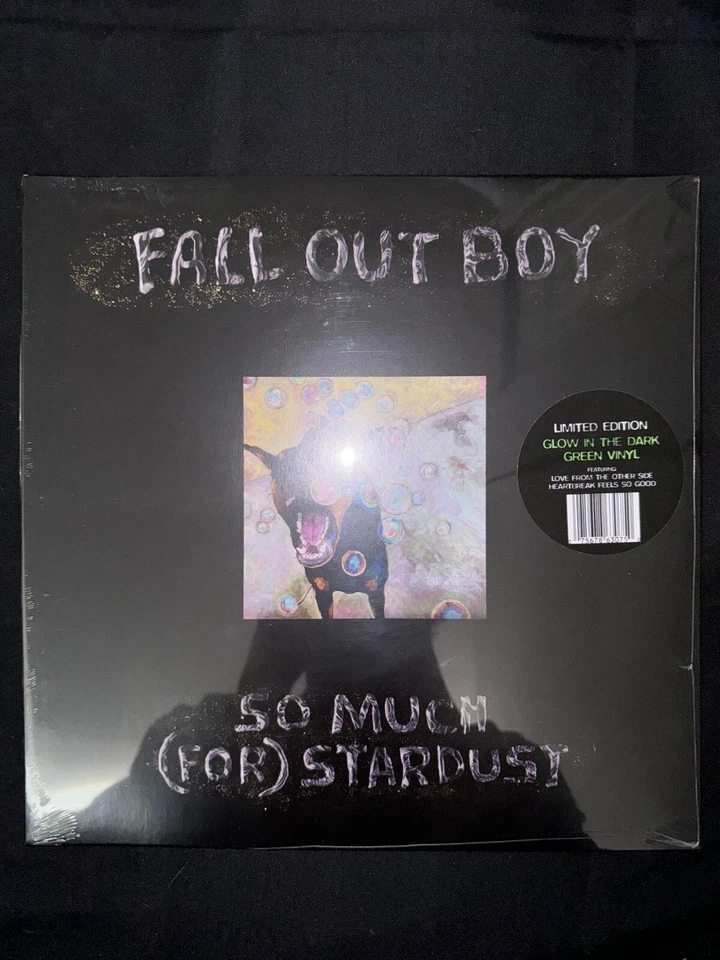 FALL OUT BOY
LIMITED EDITION
GLOW IN THE DARK
GREEN VINYL
FEATURING
LOVE FROM THE OTHER SIDE
HEARTBREAK FEELS SO GOOD
SO MUCH
(FOR) STARDUST